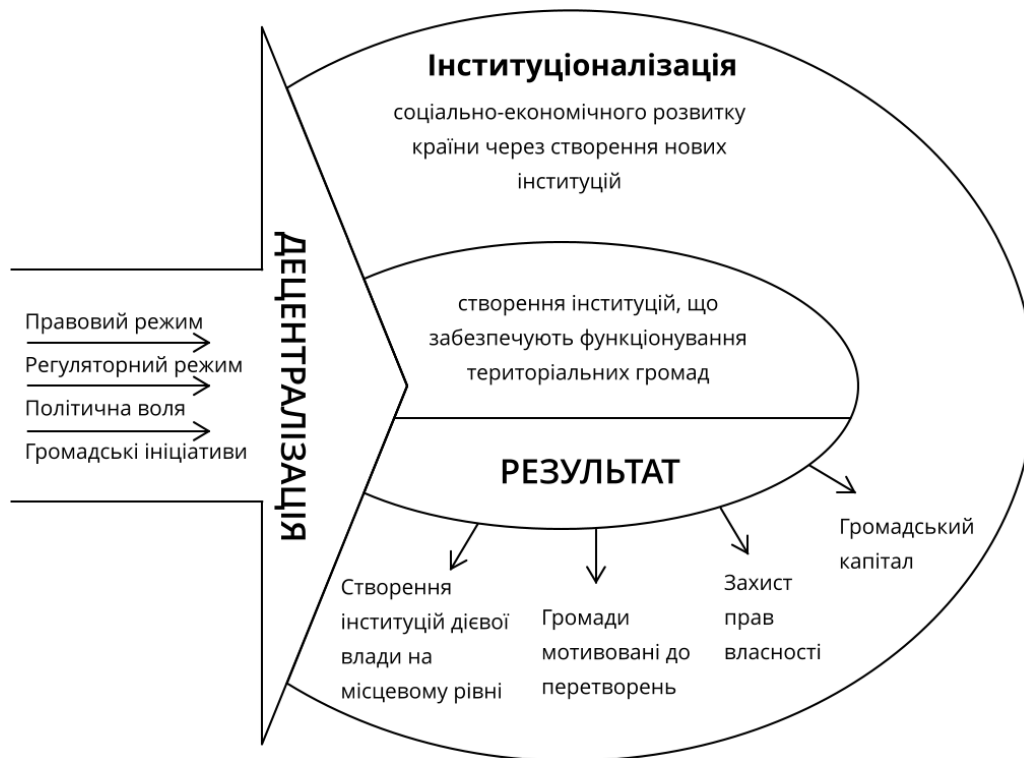 Інституціоналізація
соціально-економічного розвитку
країни через створення нових
інституцій
ДЕЦЕНТРАЛІЗАЦІЯ
Правовий режим
Регуляторний режим
Політична воля
Громадські ініціативи
створення інституцій, що
забезпечують функціонування
територіальних громад
РЕЗУЛЬТАТ
Створення
інституцій дієвої
влади на
місцевому рівні
Громади
мотивовані до
перетворень
Захист
прав
власності
Громадський
капітал